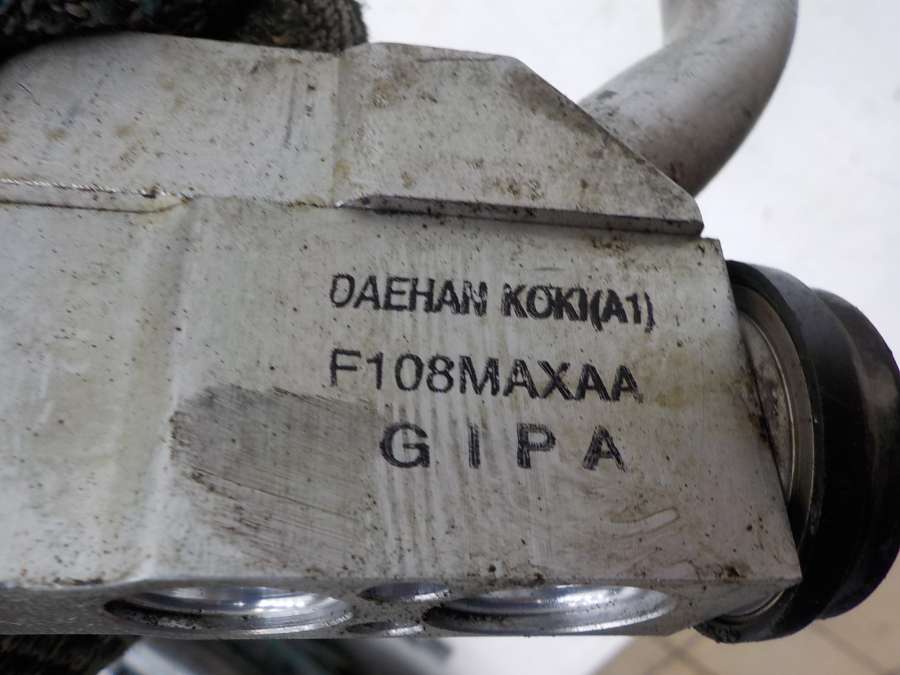 DAEHAN KOKI(A1)
F108MAXAA
G I P A